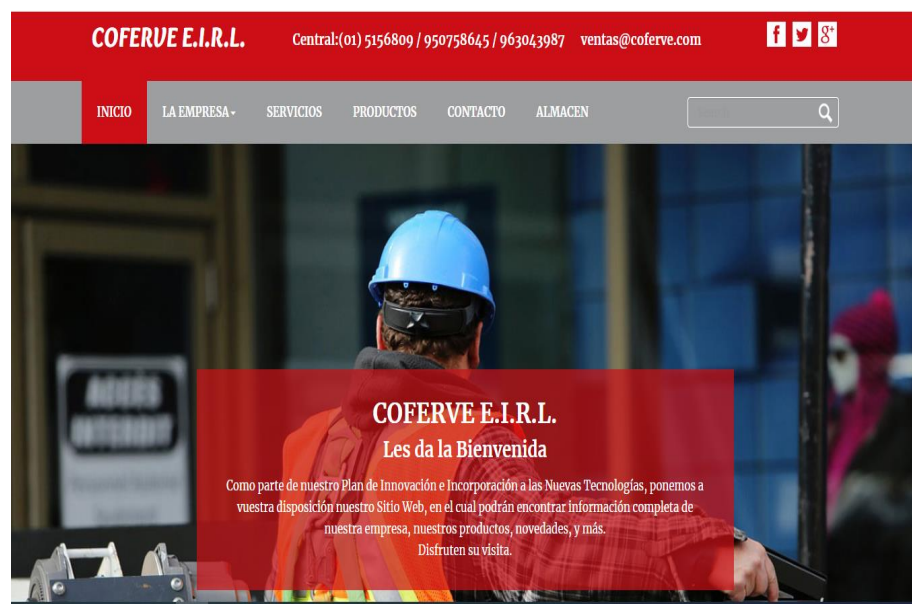 COFERVE E.I.R.L.
Central:(01) 5156809 / 950758645 / 963043987 ventas@coferve.com
f g+
INICIO LA EMPRESA SERVICIOS PRODUCTOS CONTACTO ALMACEN
ACCÈS
INTERDIT
COFERVE E.I.R.L.
Les da la Bienvenida
Como parte de nuestro Plan de Innovación e Incorporación a las Nuevas Tecnologías, ponemos a
vuestra disposición nuestro Sitio Web, en el cual podrán encontrar información completa de
nuestra empresa, nuestros productos, novedades, y más.
Disfruten su visita.